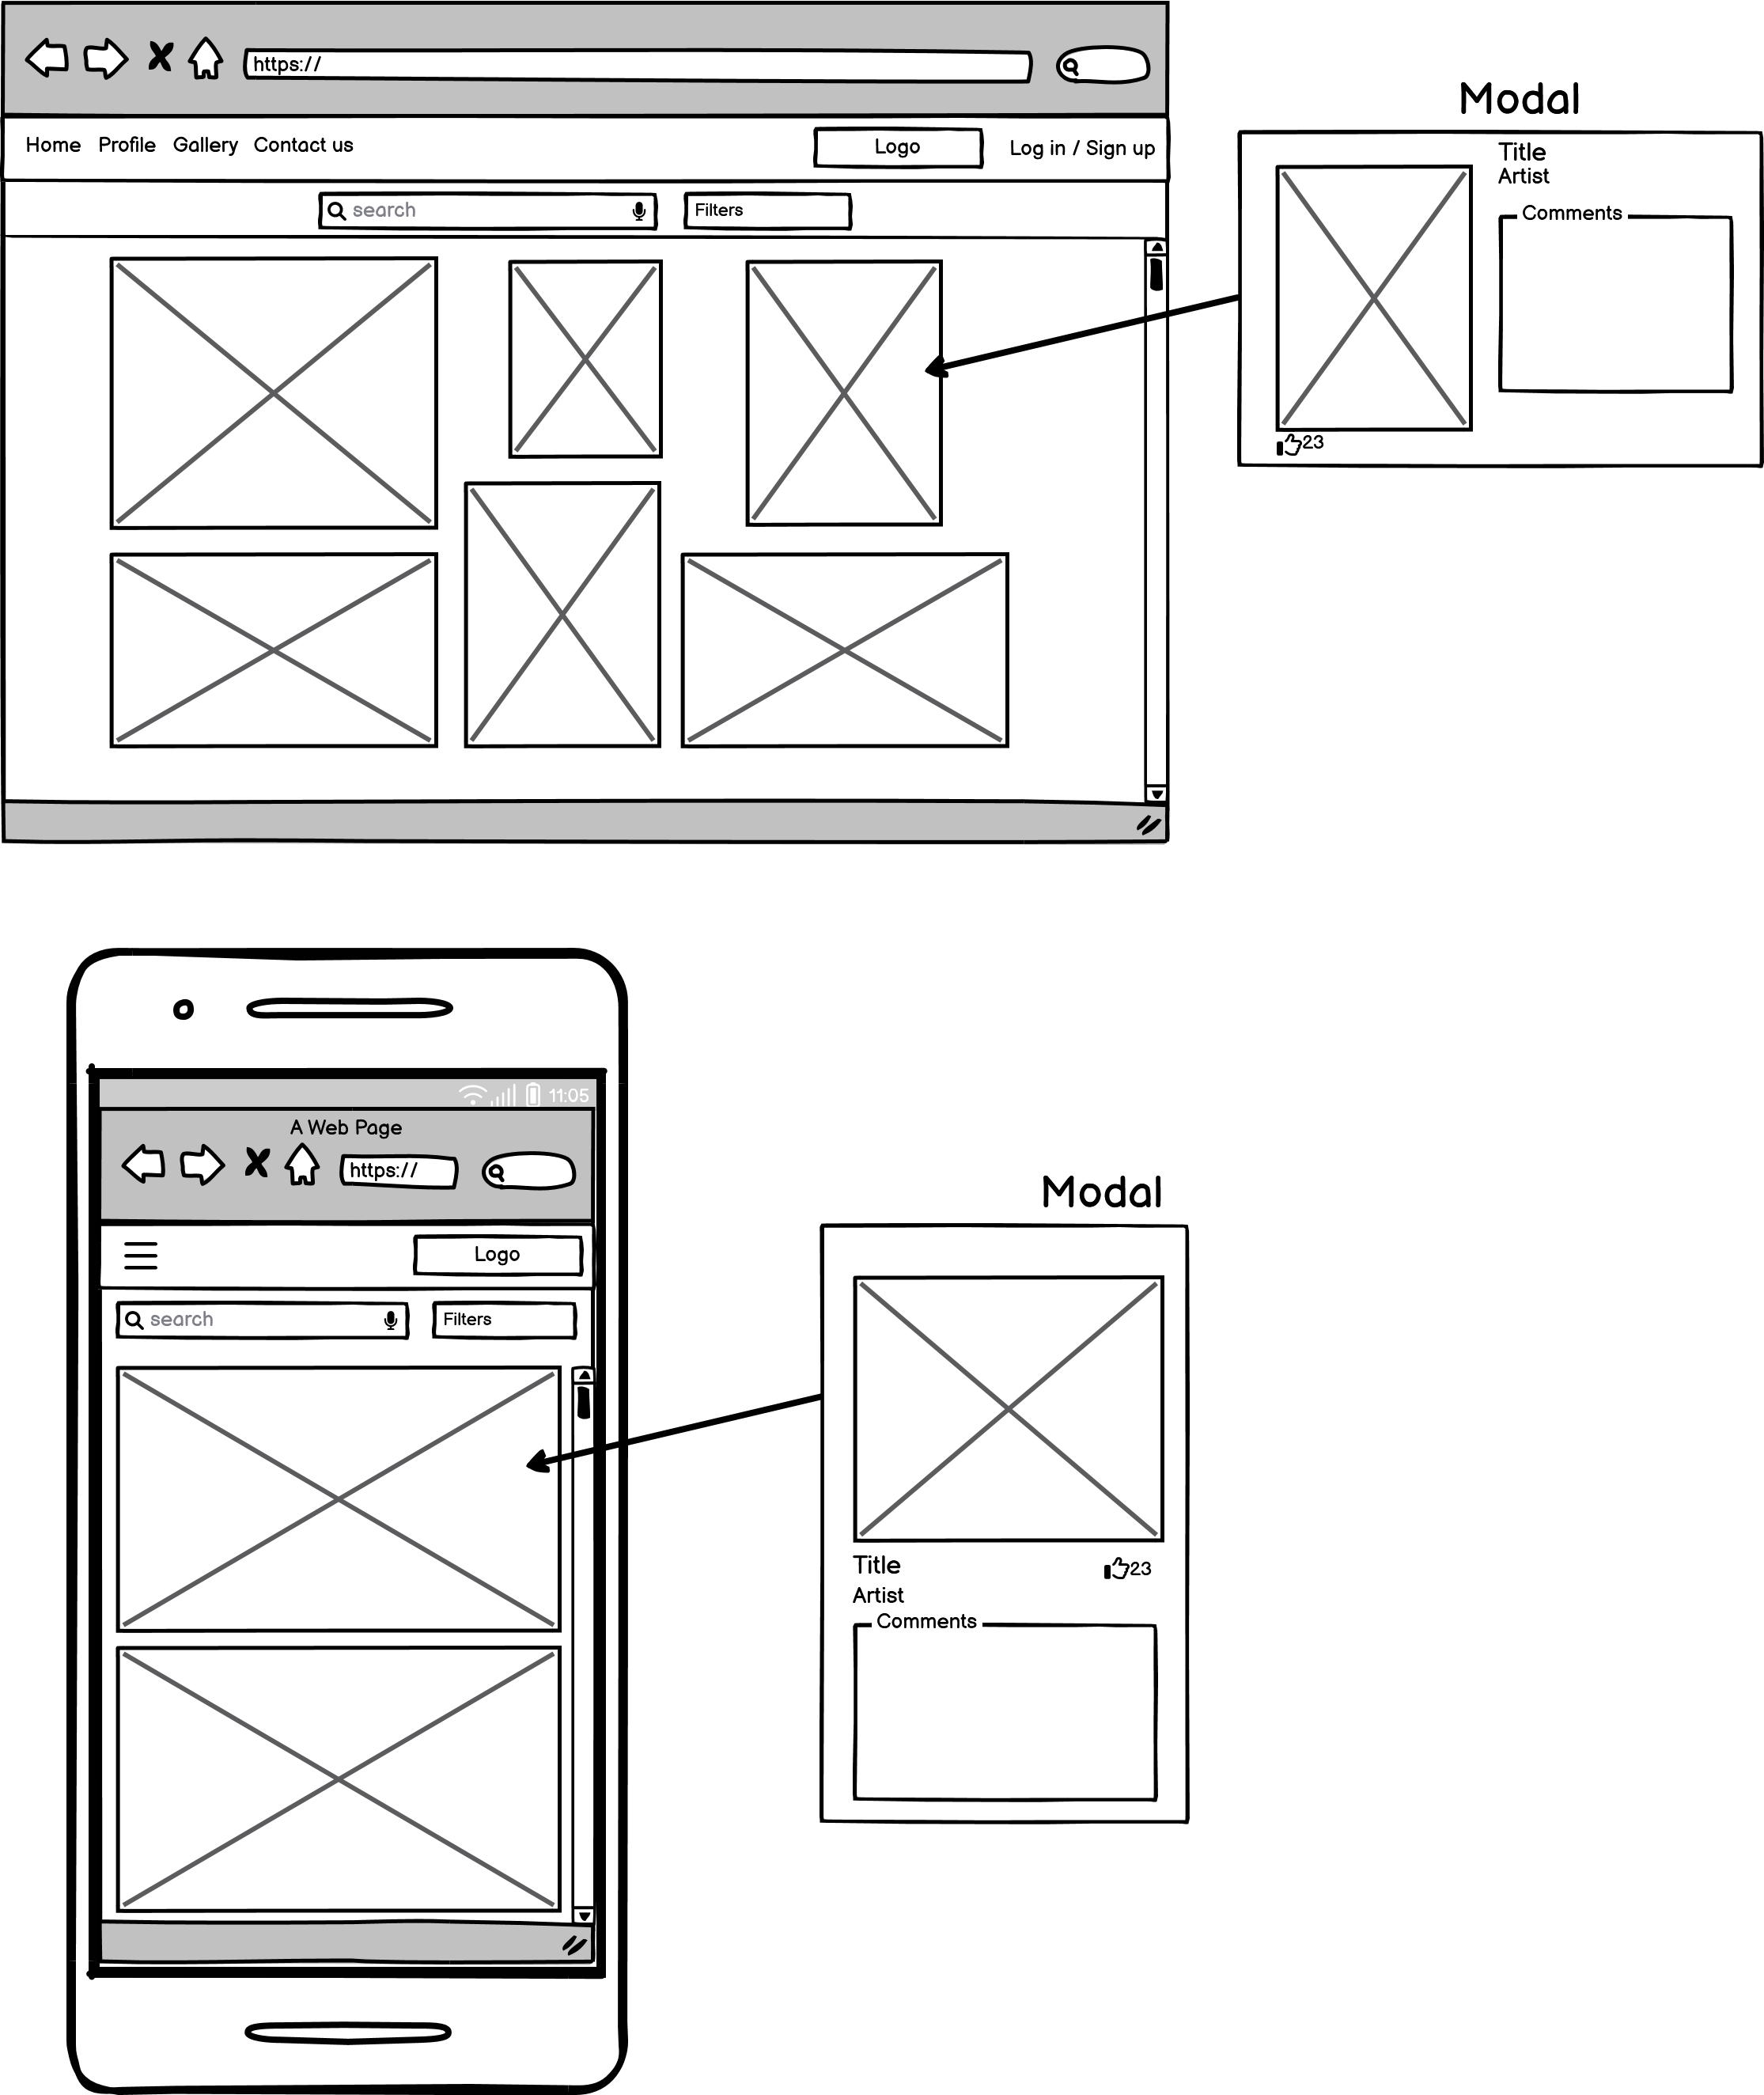 https://
Home Profile Gallery Contact us Logo Log in / Sign up
search Filters
Modal
Title
Artist
Comments
23
11:05
A Web Page
https://
Logo
search Filters
Modal
Title 23
Artist
Comments